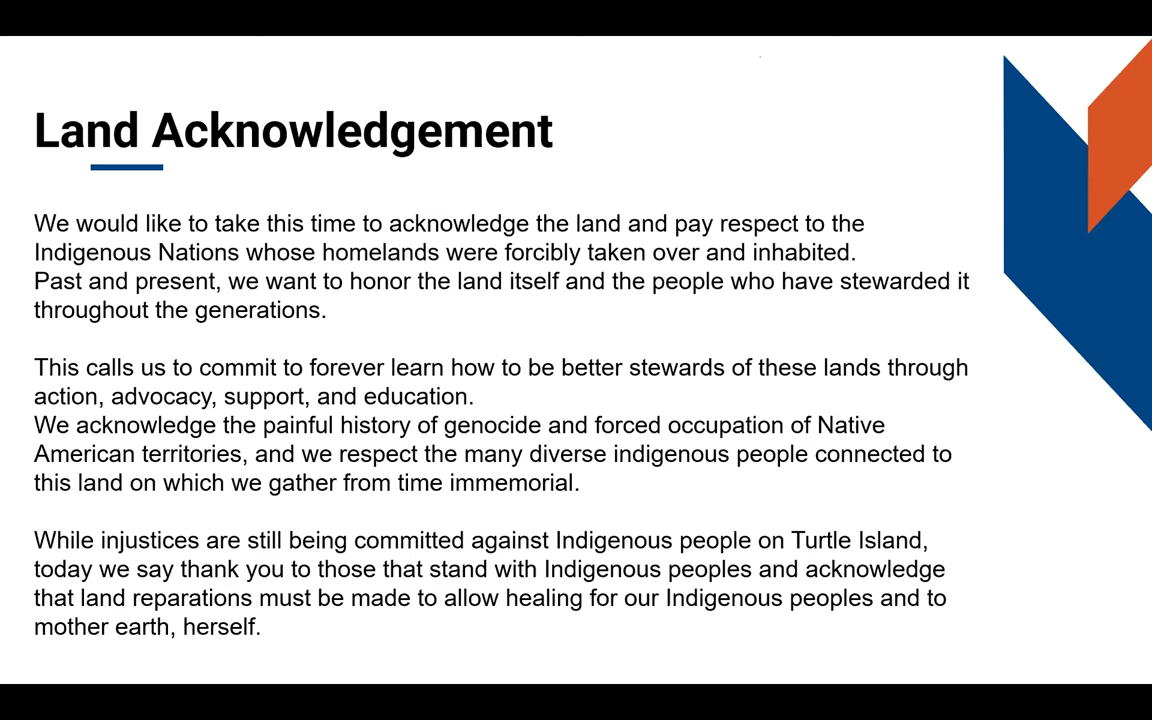 Land Acknowledgement
We would like to take this time to acknowledge the land and pay respect to the
Indigenous Nations whose homelands were forcibly taken over and inhabited.
Past and present, we want to honor the land itself and the people who have stewarded it
throughout the generations.
This calls us to commit to forever learn how to be better stewards of these lands through
action, advocacy, support, and education.
We acknowledge the painful history of genocide and forced occupation of Native
American territories, and we respect the many diverse indigenous people connected to
this land on which we gather from time immemorial.
While injustices are still being committed against Indigenous people on Turtle Island,
today we say thank you to those that stand with Indigenous peoples and acknowledge
that land reparations must be made to allow healing for our Indigenous peoples and to
mother earth, herself.